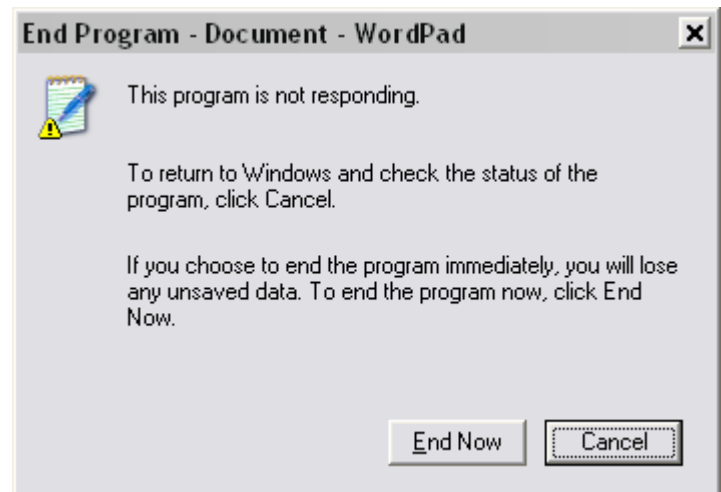 End Program - Document - WordPad
This program is not responding.
To return to Windows and check the status of the
program, click Cancel.
If you choose to end the program immediately, you will lose
any unsaved data. To end the program now, click End
Now.
End Now
Cancel